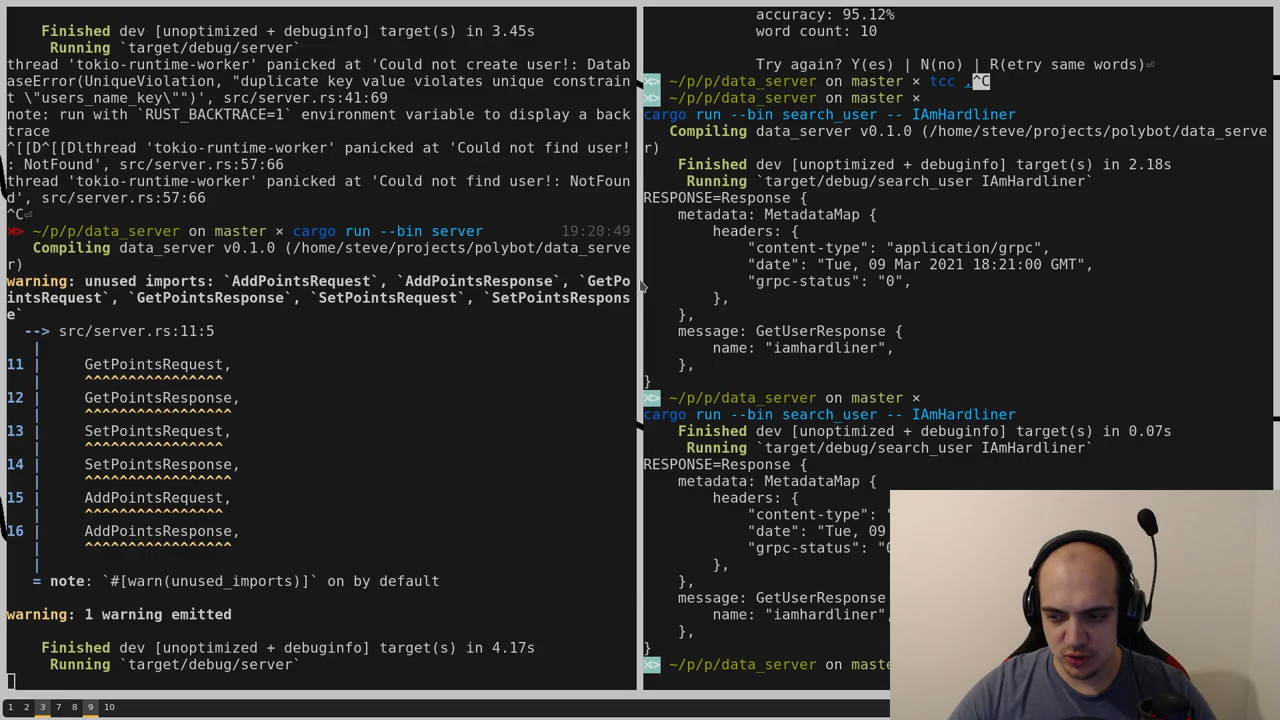 Finished dev [unoptimized + debuginfo] target(s) in 3.45s
Running `target/debug/server`
thread 'tokio-runtime-worker' panicked at 'Could not create user!: Datab
aseError(UniqueViolation, "duplicate key value violates unique constrain
t \"users_name_key\"")', src/server.rs:41:69
note: run with `RUST_BACKTRACE=1` environment variable to display a back
trace
^[[D^[[Dlthread 'tokio-runtime-worker' panicked at 'Could not find user!
: NotFound', src/server.rs:57:66
thread 'tokio-runtime-worker' panicked at 'Could not find user!: NotFoun
d', src/server.rs:57:66
^C⏎
×> ~/p/p/data_server on master × cargo run --bin server 19:20:49
Compiling data_server v0.1.0 (/home/steve/projects/polybot/data_serve
r)
warning: unused imports: `AddPointsRequest`, `AddPointsResponse`, `GetPo
intsRequest`, `GetPointsResponse`, `SetPointsRequest`, `SetPointsRespons
e`
--> src/server.rs:11:5
|
11 | GetPointsRequest,
| ^^^^^^^^^^^^^^^^
12 | GetPointsResponse,
| ^^^^^^^^^^^^^^^^^
13 | SetPointsRequest,
| ^^^^^^^^^^^^^^^^
14 | SetPointsResponse,
| ^^^^^^^^^^^^^^^^^
15 | AddPointsRequest,
| ^^^^^^^^^^^^^^^^
16 | AddPointsResponse,
| ^^^^^^^^^^^^^^^^^
|
= note: `#[warn(unused_imports)]` on by default
warning: 1 warning emitted
Finished dev [unoptimized + debuginfo] target(s) in 4.17s
Running `target/debug/server`
accuracy: 95.12%
word count: 10
Try again? Y(es) | N(no) | R(etry same words)⏎
×> ~/p/p/data_server on master × tcc .^C
×> ~/p/p/data_server on master ×
cargo run --bin search_user -- IAmHardliner
Compiling data_server v0.1.0 (/home/steve/projects/polybot/data_serve
r)
Finished dev [unoptimized + debuginfo] target(s) in 2.18s
Running `target/debug/search_user IAmHardliner`
RESPONSE=Response {
metadata: MetadataMap {
headers: {
"content-type": "application/grpc",
"date": "Tue, 09 Mar 2021 18:21:00 GMT",
"grpc-status": "0",
},
},
message: GetUserResponse {
name: "iamhardliner",
},
}
×> ~/p/p/data_server on master ×
cargo run --bin search_user -- IAmHardliner
Finished dev [unoptimized + debuginfo] target(s) in 0.07s
Running `target/debug/search_user IAmHardliner`
RESPONSE=Response {
metadata: MetadataMap {
headers: {
"content-type": "
"date": "Tue, 09
"grpc-status": "0
},
},
message: GetUserResponse
name: "iamhardliner",
},
}
×> ~/p/p/data_server on maste
1 2 3 7 8 9 10